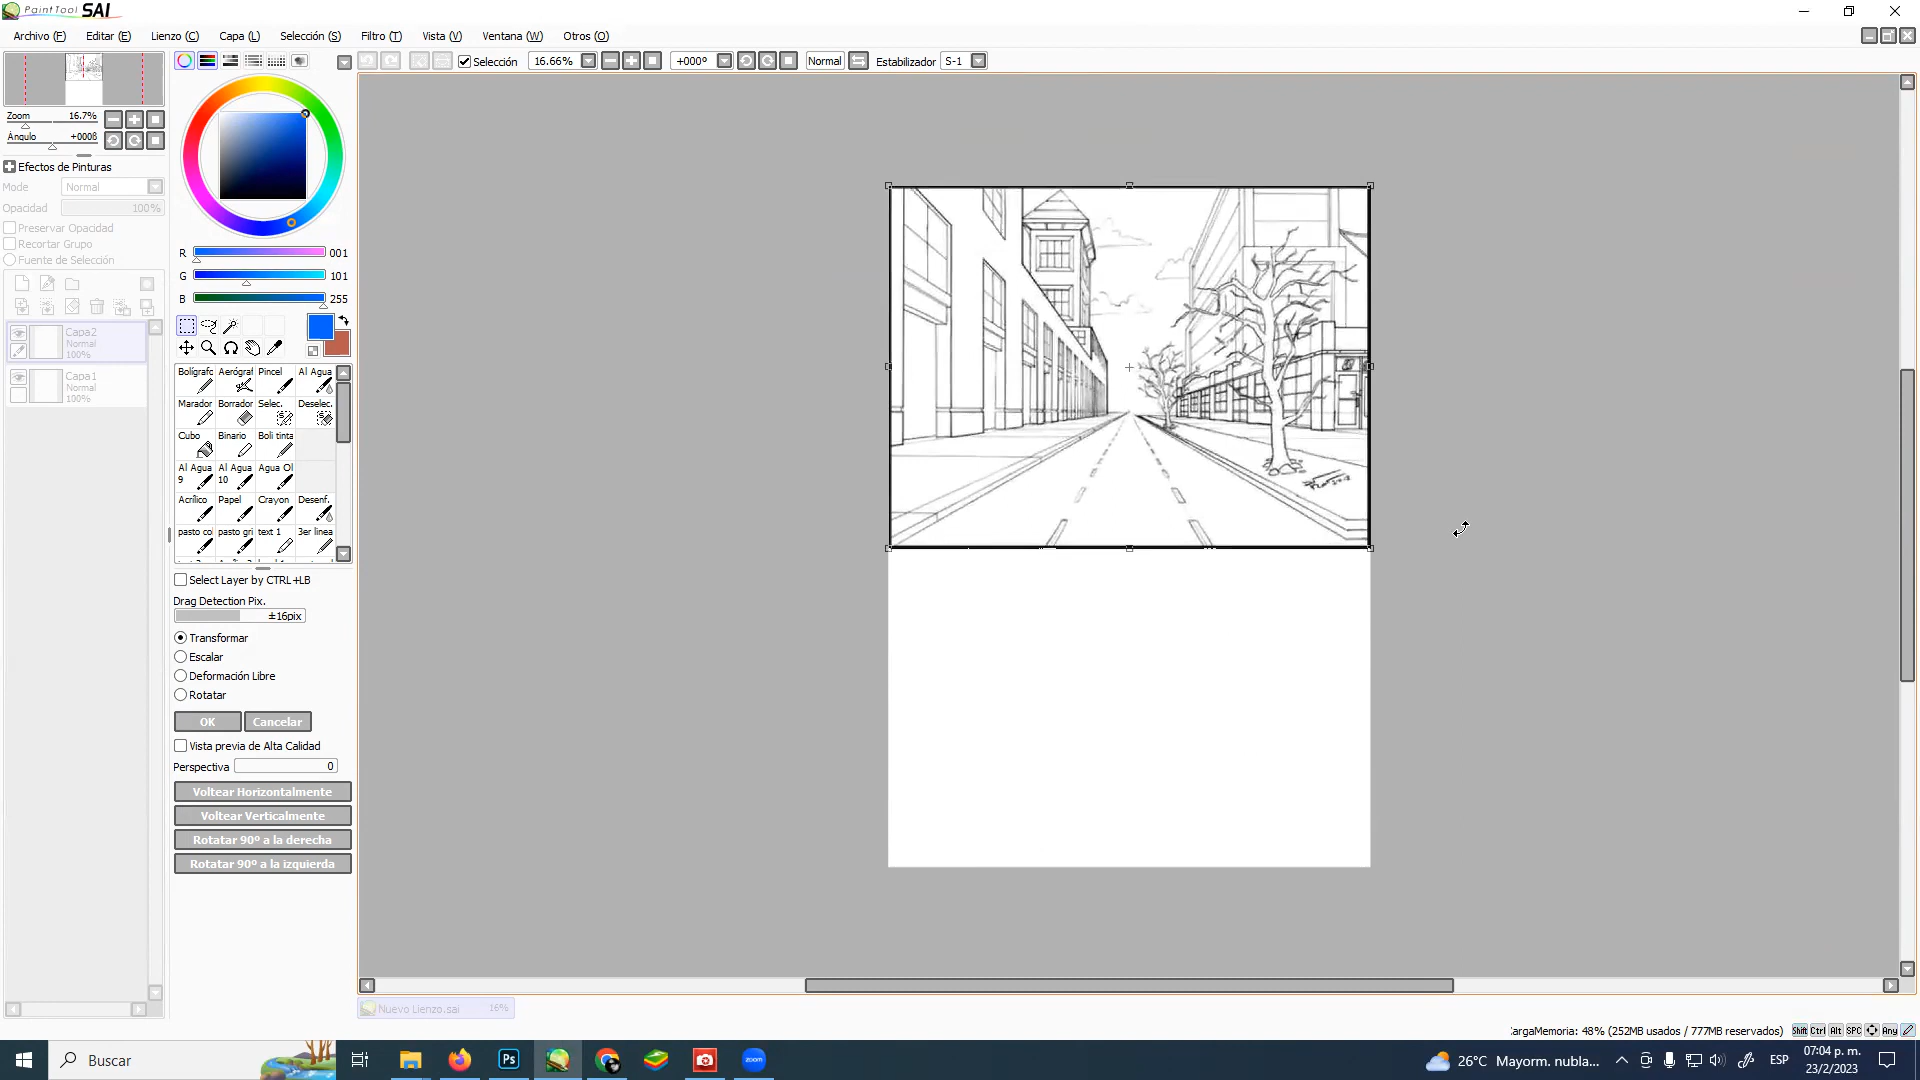 PaintTool SAI
Archivo (F) Editar (E) Lienzo (C) Capa (L) Selección (S) Filtro (T) Vista (V) Ventana (W) Otros (O)
Selección 16.66% +000º Normal Estabilizador S-1
Zoom 16.7%
Ángulo +000ß
Efectos de Pinturas
Mode Normal
Opacidad 100%
Preservar Opacidad
Recortar Grupo
Fuente de Selección
Capa2
Normal
100%
Capa1
Normal
100%
R 001
G 101
B 255
Bolígrafo Aerógraf Pincel Al Agua
Marador Borrador Selec. Deselec.
Cubo Binario Boli tinta
Al Agua 9 Al Agua 10 Agua Ol
Acrílico Papel Crayon Desenf.
pasto col pasto gri text 1 3er linea
Select Layer by CTRL+LB
Drag Detection Pix.
±16pix
Transformar
Escalar
Deformación Libre
Rotatar
OK Cancelar
Vista previa de Alta Calidad
Perspectiva 0
Voltear Horizontalmente
Voltear Verticalmente
Rotatar 90º a la derecha
Rotatar 90º a la izquierda
Nuevo Lienzo.sai 16%
CargaMemoria: 48% (252MB usados / 777MB reservados) Shift Ctrl Alt SPC Any
Buscar
Ps
zoom
26°C Mayorm. nubla...
ESP
07:04 p. m.
23/2/2023